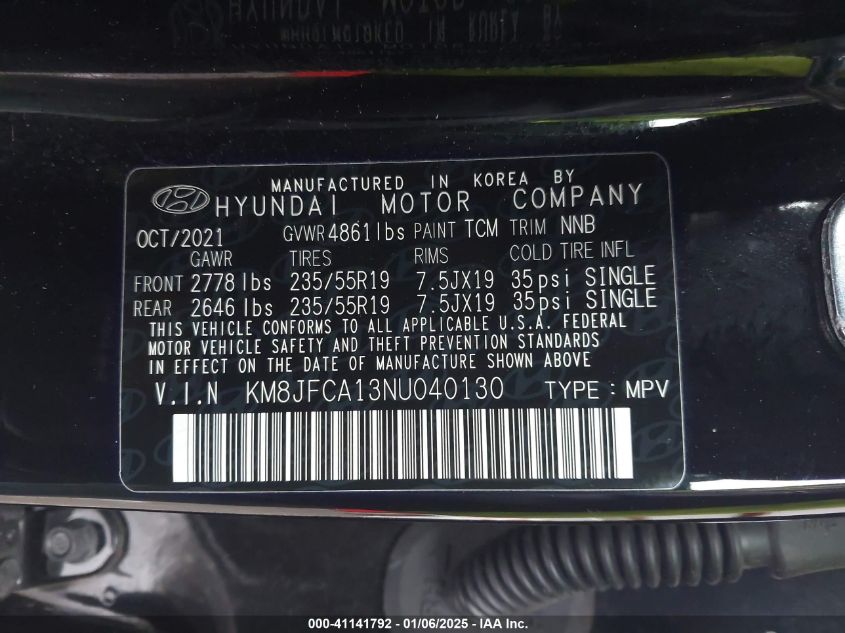 MANUFACTURED IN KOREA BY
HYUNDAI MOTOR COMPANY
OCT/2021 GVWR 4861 lbs PAINT TCM TRIM NNB
GAWR TIRES RIMS COLD TIRE INFL
FRONT 2778 lbs 235/55R19 7.5JX19 35psi SINGLE
REAR 2646 lbs 235/55R19 7.5JX19 35psi SINGLE
THIS VEHICLE CONFORMS TO ALL APPLICABLE U.S.A. FEDERAL
MOTOR VEHICLE SAFETY AND THEFT PREVENTION STANDARDS
IN EFFECT ON THE DATE OF MANUFACTURE SHOWN ABOVE
V.I.N KM8JFCA13NU040130 TYPE : MPV
000-41141792 - 01/06/2025 - IAA Inc.